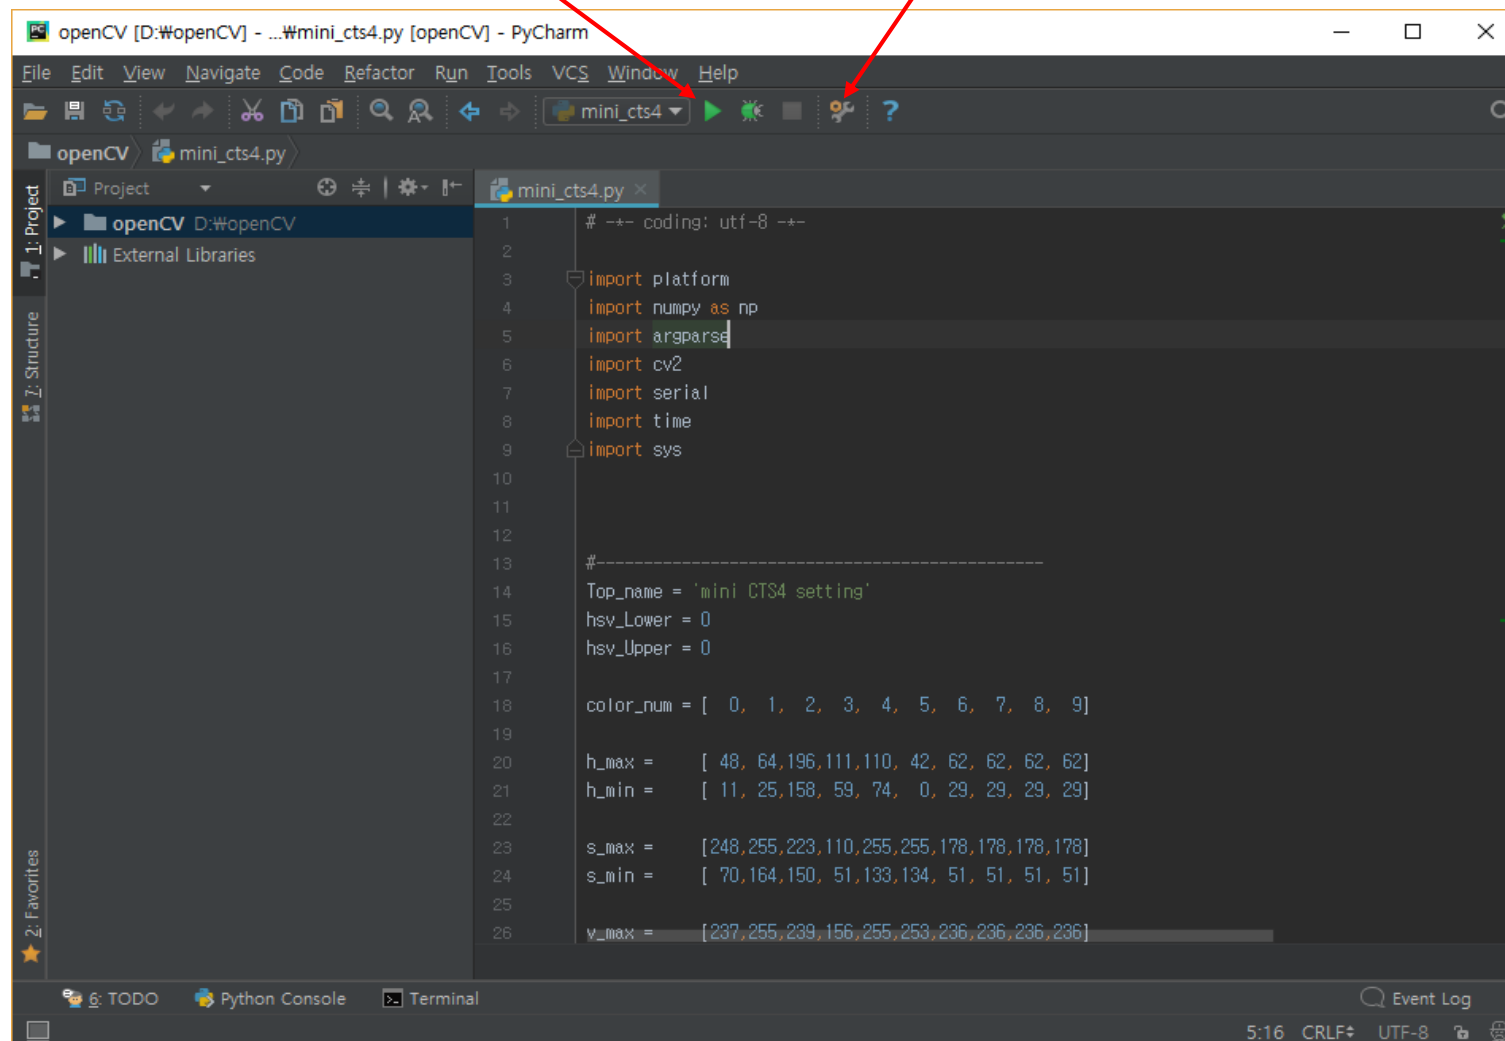 openCV [D:₩openCV] - ...₩mini_cts4.py [openCV] - PyCharm
File Edit View Navigate Code Refactor Run Tools VCS Window Help
mini_cts4
openCV mini_cts4.py
Project
mini_cts4.py
1: Project
openCV D:₩openCV
External Libraries
7: Structure
2: Favorites
1 # -*- coding: utf-8 -*-
2
3 import platform
4 import numpy as np
5 import argparse
6 import cv2
7 import serial
8 import time
9 import sys
10
11
12
13 #-----------------------------------------------
14 Top_name = 'mini CTS4 setting'
15 hsv_Lower = 0
16 hsv_Upper = 0
17
18 color_num = [  0,  1,  2,  3,  4,  5,  6,  7,  8,  9]
19
20 h_max =     [ 48, 64,196,111,110, 42, 62, 62, 62, 62]
21 h_min =     [ 11, 25,158, 59, 74,  0, 29, 29, 29, 29]
22
23 s_max =     [248,255,223,110,255,255,178,178,178,178]
24 s_min =     [ 70,164,150, 51,133,134, 51, 51, 51, 51]
25
26 v_max =     [237,255,239,156,255,253,236,236,236,236]
6: TODO Python Console Terminal Event Log
5:16 CRLF UTF-8